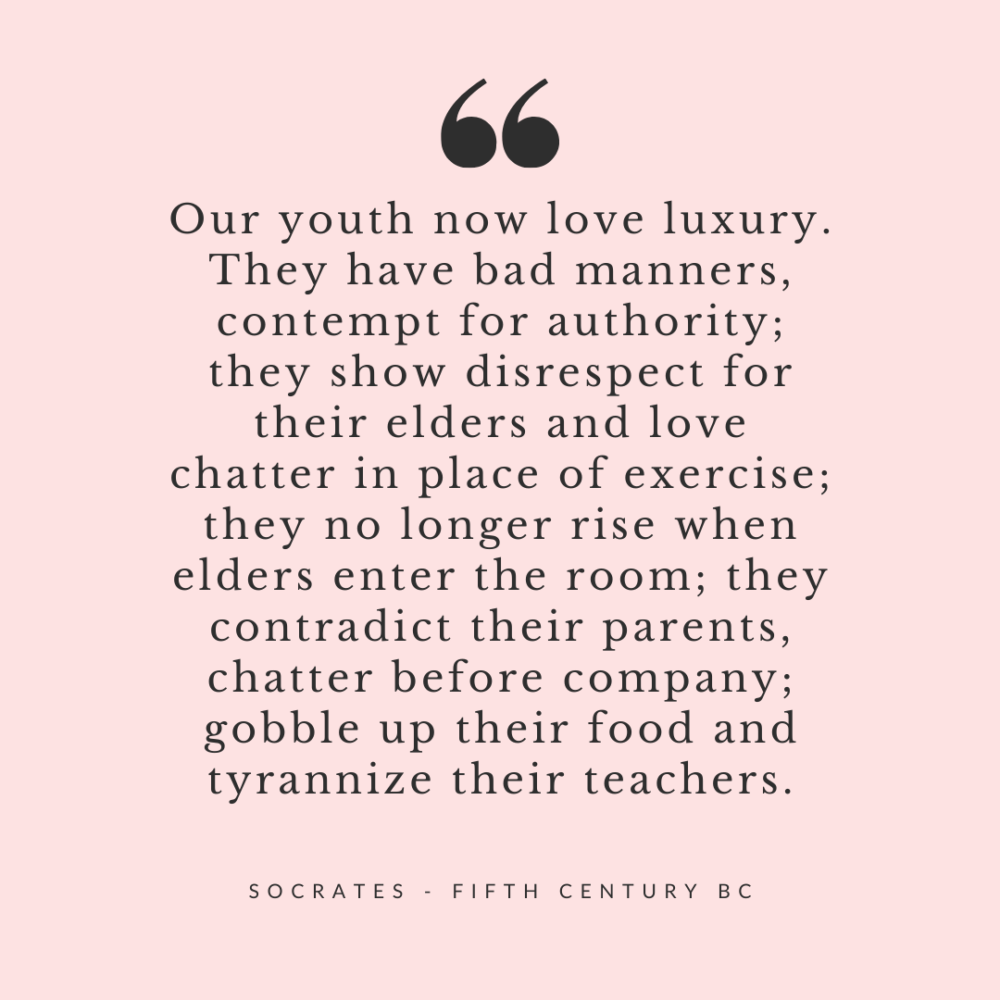 “
Our youth now love luxury.
They have bad manners,
contempt for authority;
they show disrespect for
their elders and love
chatter in place of exercise;
they no longer rise when
elders enter the room; they
contradict their parents,
chatter before company;
gobble up their food and
tyrannize their teachers.
SOCRATES - FIFTH CENTURY BC